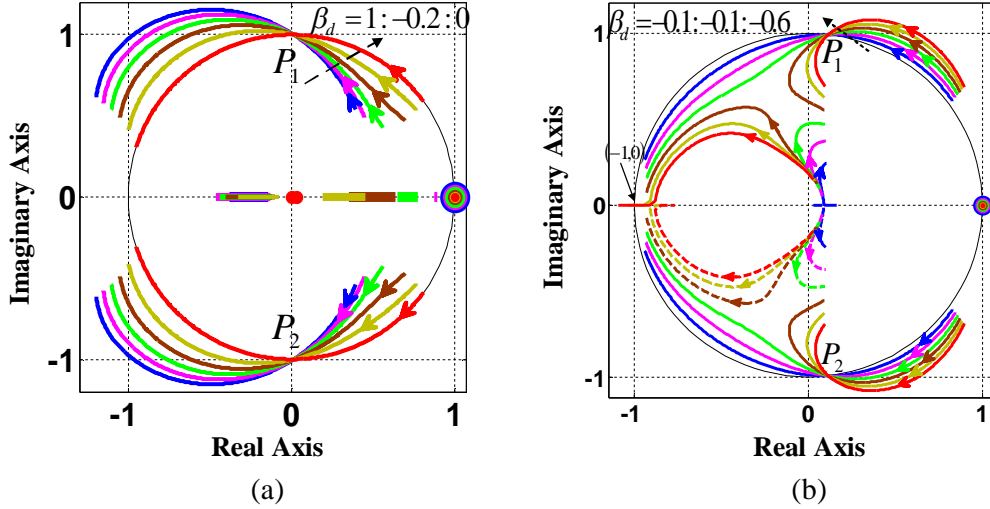 β_d = 1:−0.2:0
1
P_1
0
P_2
-1
-1 0 1
Real Axis
Imaginary Axis
(a)
β_d = −0.1:−0.1:−0.6
1
P_1
(−1,0)
0
P_2
-1
-1 0 1
Real Axis
Imaginary Axis
(b)